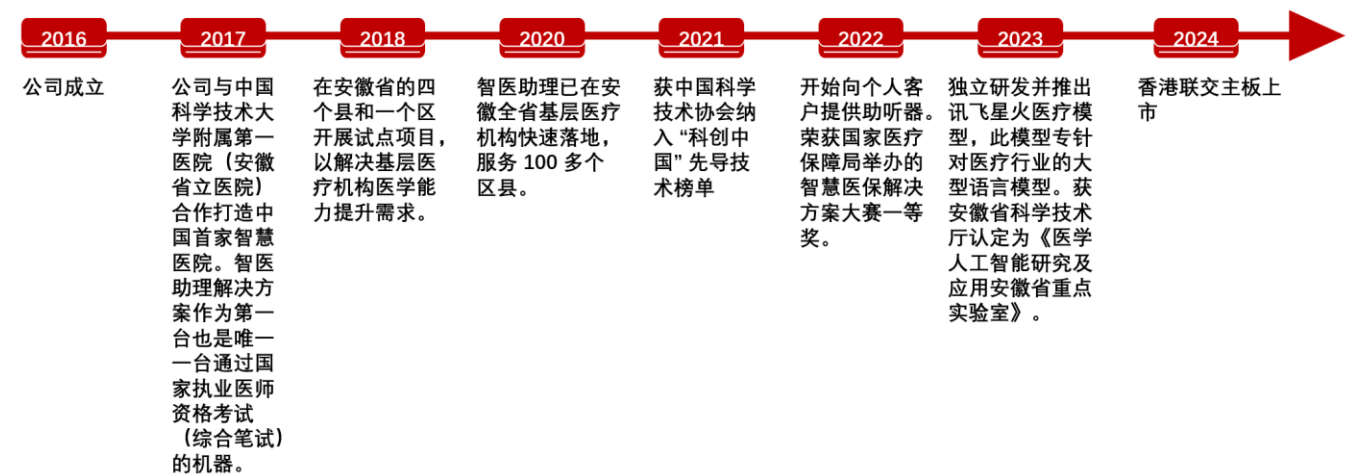 2016
公司成立
2017
公司与中国
科学技术大
学附属第一
医院（安徽
省立医院）
合作打造中
国首家智慧
医院。智医
助理解决方
案作为第一
台也是唯一
一台通过国
家执业医师
资格考试
（综合笔试）
的机器。
2018
在安徽省的四
个县和一个区
开展试点项目，
以解决基层医
疗机构医学能
力提升需求。
2020
智医助理已在安
徽全省基层医疗
机构快速落地，
服务 100 多个
区县。
2021
获中国科学
技术协会纳
入 “科创中
国” 先导技
术榜单
2022
开始向个人客
户提供助听器。
荣获国家医疗
保障局举办的
智慧医保解决
方案大赛一等
奖。
2023
独立研发并推出
讯飞星火医疗模
型，此模型专针
对医疗行业的大
型语言模型。获
安徽省科学技术
厅认定为《医学
人工智能研究及
应用安徽省重点
实验室》。
2024
香港联交主板上
市